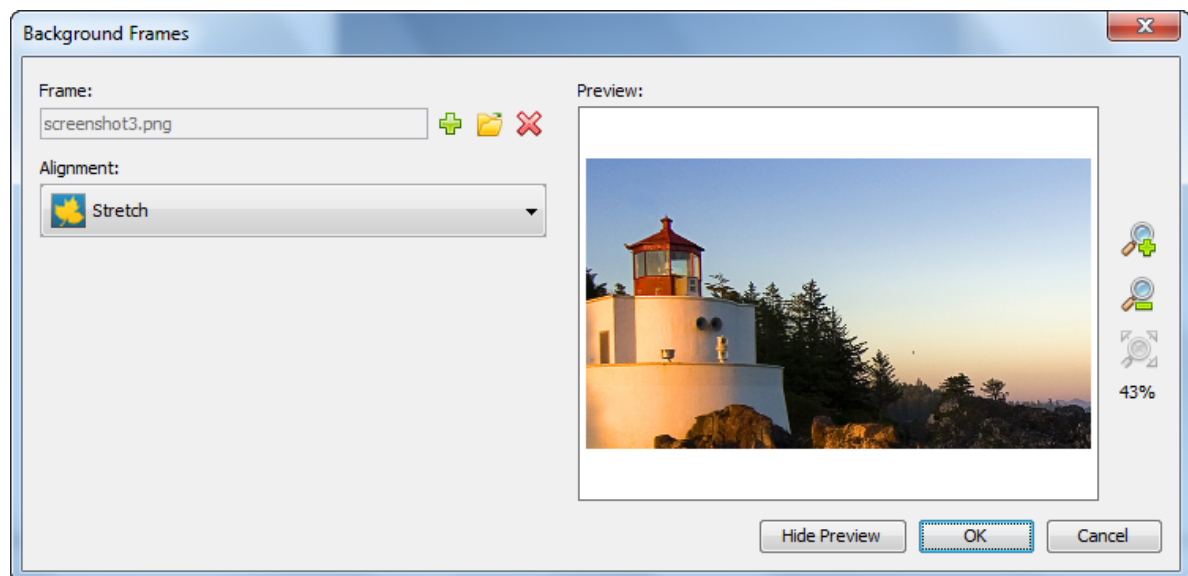 Background Frames
Frame:
screenshot3.png
Alignment:
Stretch
Preview:
43%
Hide Preview
OK
Cancel